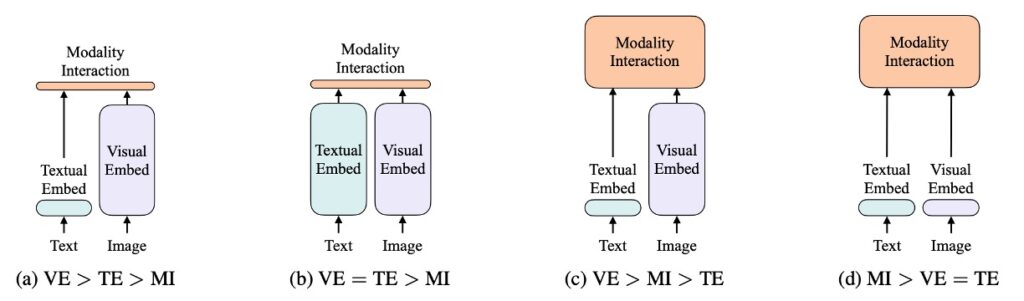 Modality
Interaction
Textual
Embed
Visual
Embed
Text
Image
(a) VE > TE > MI
Modality
Interaction
Textual
Embed
Visual
Embed
Text
Image
(b) VE = TE > MI
Modality
Interaction
Textual
Embed
Visual
Embed
Text
Image
(c) VE > MI > TE
Modality
Interaction
Textual
Embed
Visual
Embed
Text
Image
(d) MI > VE = TE